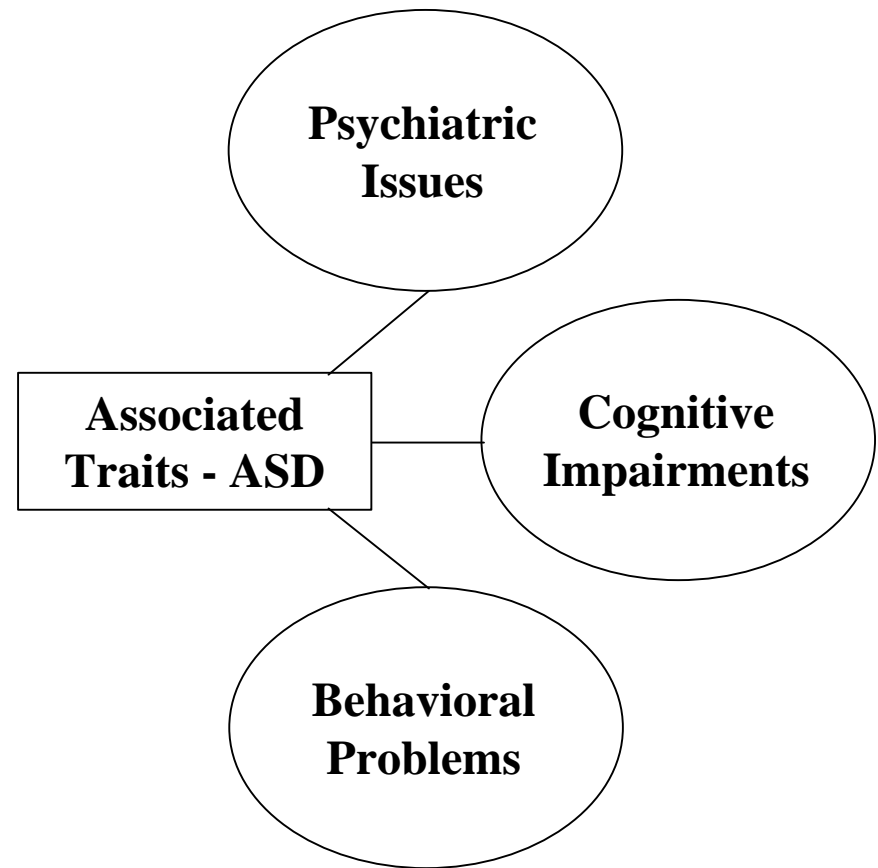 Psychiatric
Issues
Associated
Traits - ASD
Cognitive
Impairments
Behavioral
Problems